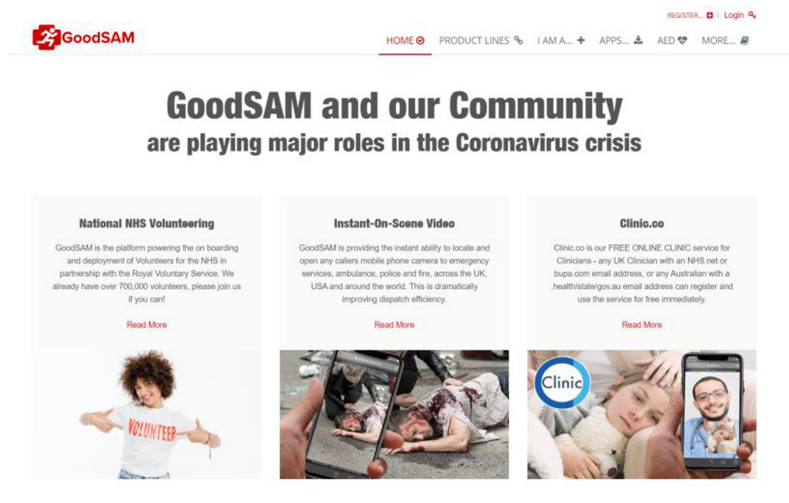 REGISTER... | Login
GoodSAM
HOME PRODUCT LINES I AM A... APPS... AED MORE...
GoodSAM and our Community
are playing major roles in the Coronavirus crisis
National NHS Volunteering
GoodSAM is the platform powering the on boarding
and deployment of Volunteers for the NHS in
partnership with the Royal Voluntary Service. We
already have over 700,000 volunteers, please join us
if you can!
Read More
Instant-On-Scene Video
GoodSAM is providing the instant ability to locate and
open any callers mobile phone camera to emergency
services, ambulance, police and fire, across the UK,
USA and around the world. This is dramatically
improving dispatch efficiency.
Read More
Clinic.co
Clinic.co is our FREE ONLINE CLINIC service for
Clinicians - any UK Clinician with an NHS.net or
bupa.com email address, or any Australian with a
.health/state/gov.au email address can register and
use the service for free immediately.
Read More
VOLUNTEER
Clinic